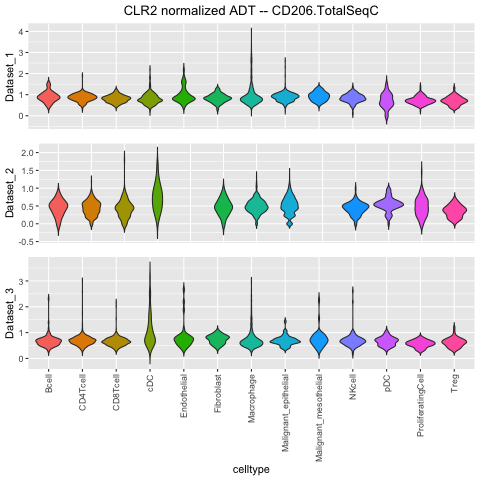 CLR2 normalized ADT -- CD206.TotalSeqC
Dataset_1
4
3
2
1
0
Dataset_2
2.0
1.5
1.0
0.5
0.0
-0.5
Dataset_3
3
2
1
0
Bcell
CD4Tcell
CD8Tcell
cDC
Endothelial
Fibroblast
Macrophage
Malignant_epithelial
Malignant_mesothelial
NKcell
pDC
ProliferatingCell
Treg
celltype